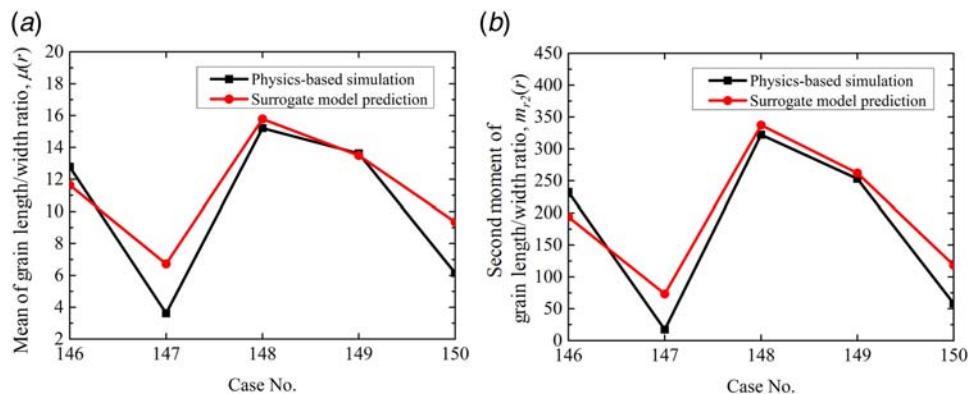 (a)
20
18
16
14
12
10
8
6
4
2
Mean of grain length/width ratio, μ(r)
Physics-based simulation
Surrogate model prediction
146 147 148 149 150
Case No.
(b)
450
400
350
300
250
200
150
100
50
0
Second moment of
grain length/width ratio, m_{r2}(r)
Physics-based simulation
Surrogate model prediction
146 147 148 149 150
Case No.